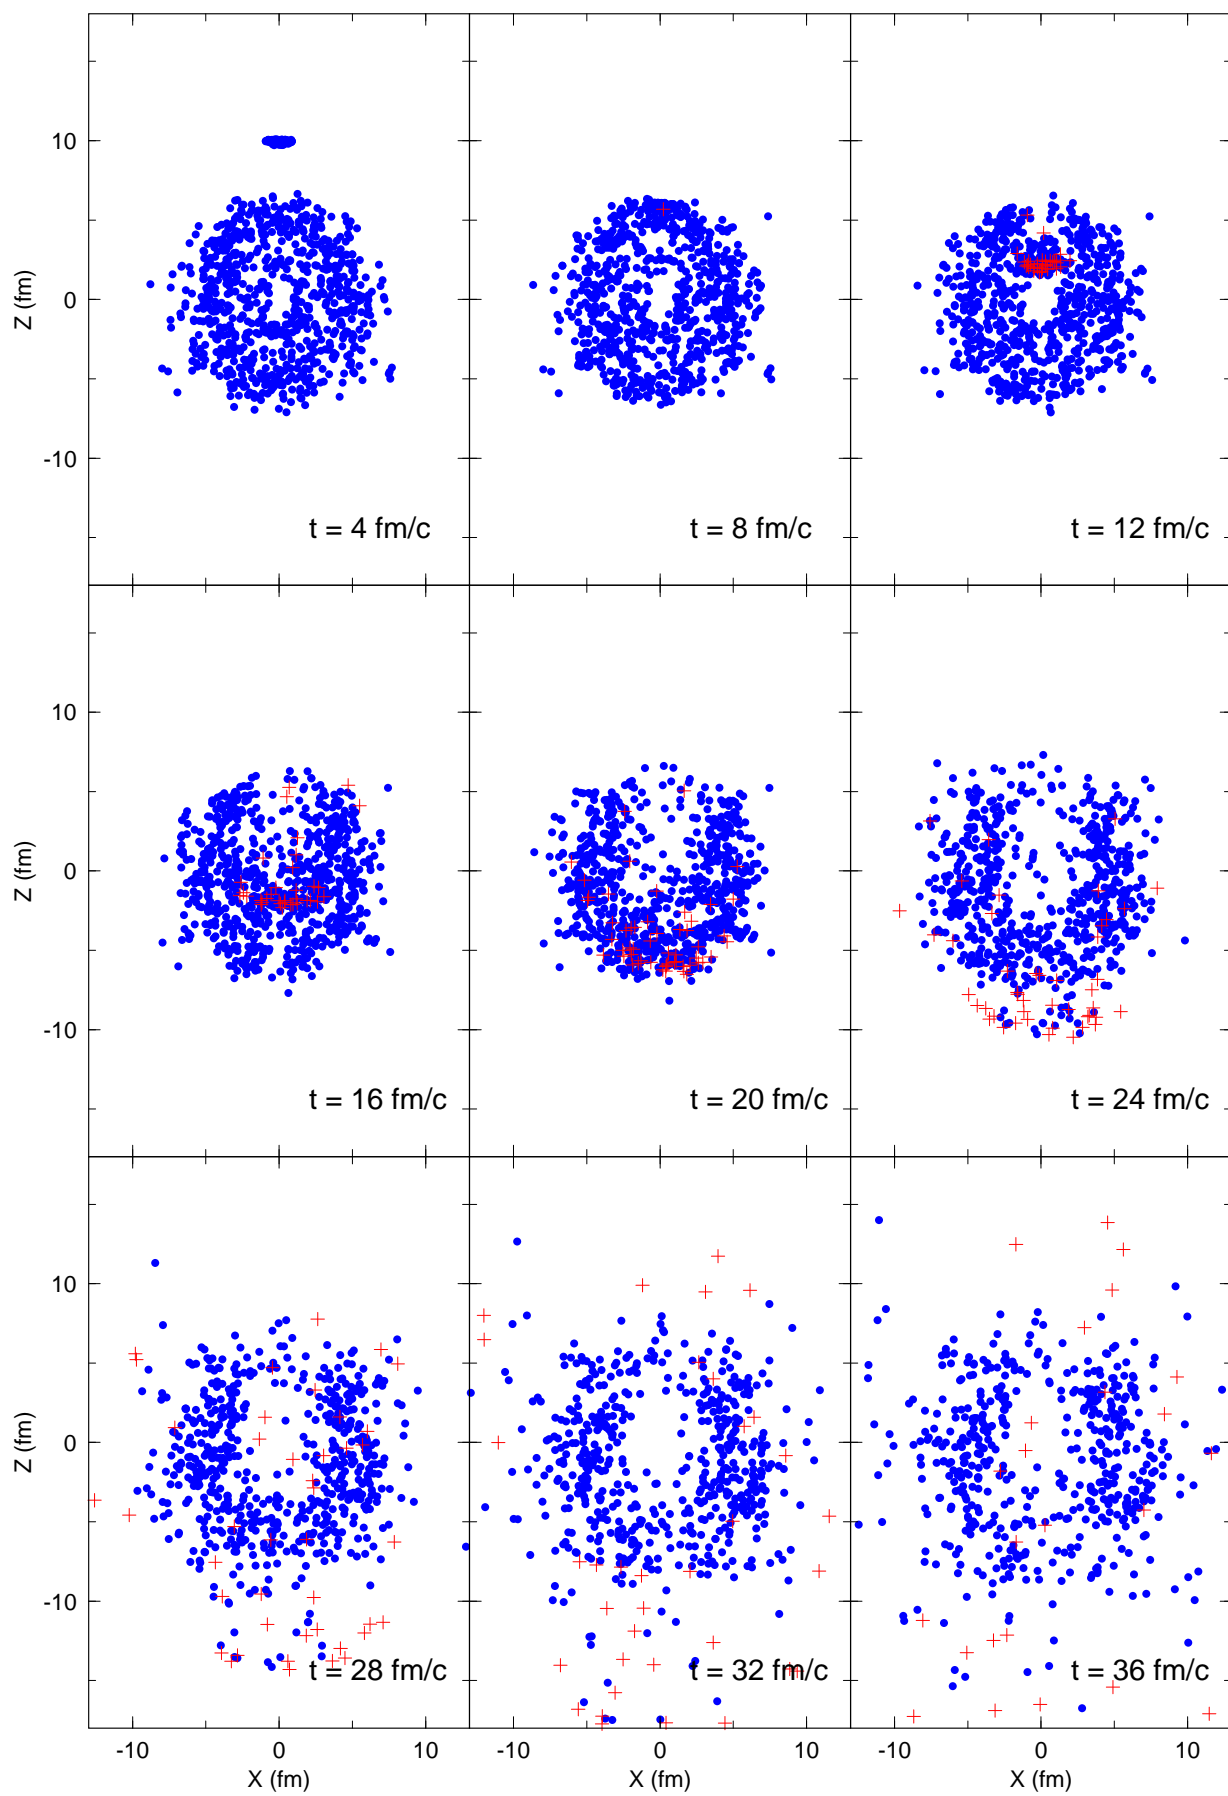 10
0
-10
Z (fm)
t = 4 fm/c
t = 8 fm/c
t = 12 fm/c
10
0
-10
Z (fm)
t = 16 fm/c
t = 20 fm/c
t = 24 fm/c
10
0
-10
Z (fm)
t = 28 fm/c
t = 32 fm/c
t = 36 fm/c
-10 0 10 -10 0 10 -10 0 10
X (fm) X (fm) X (fm)